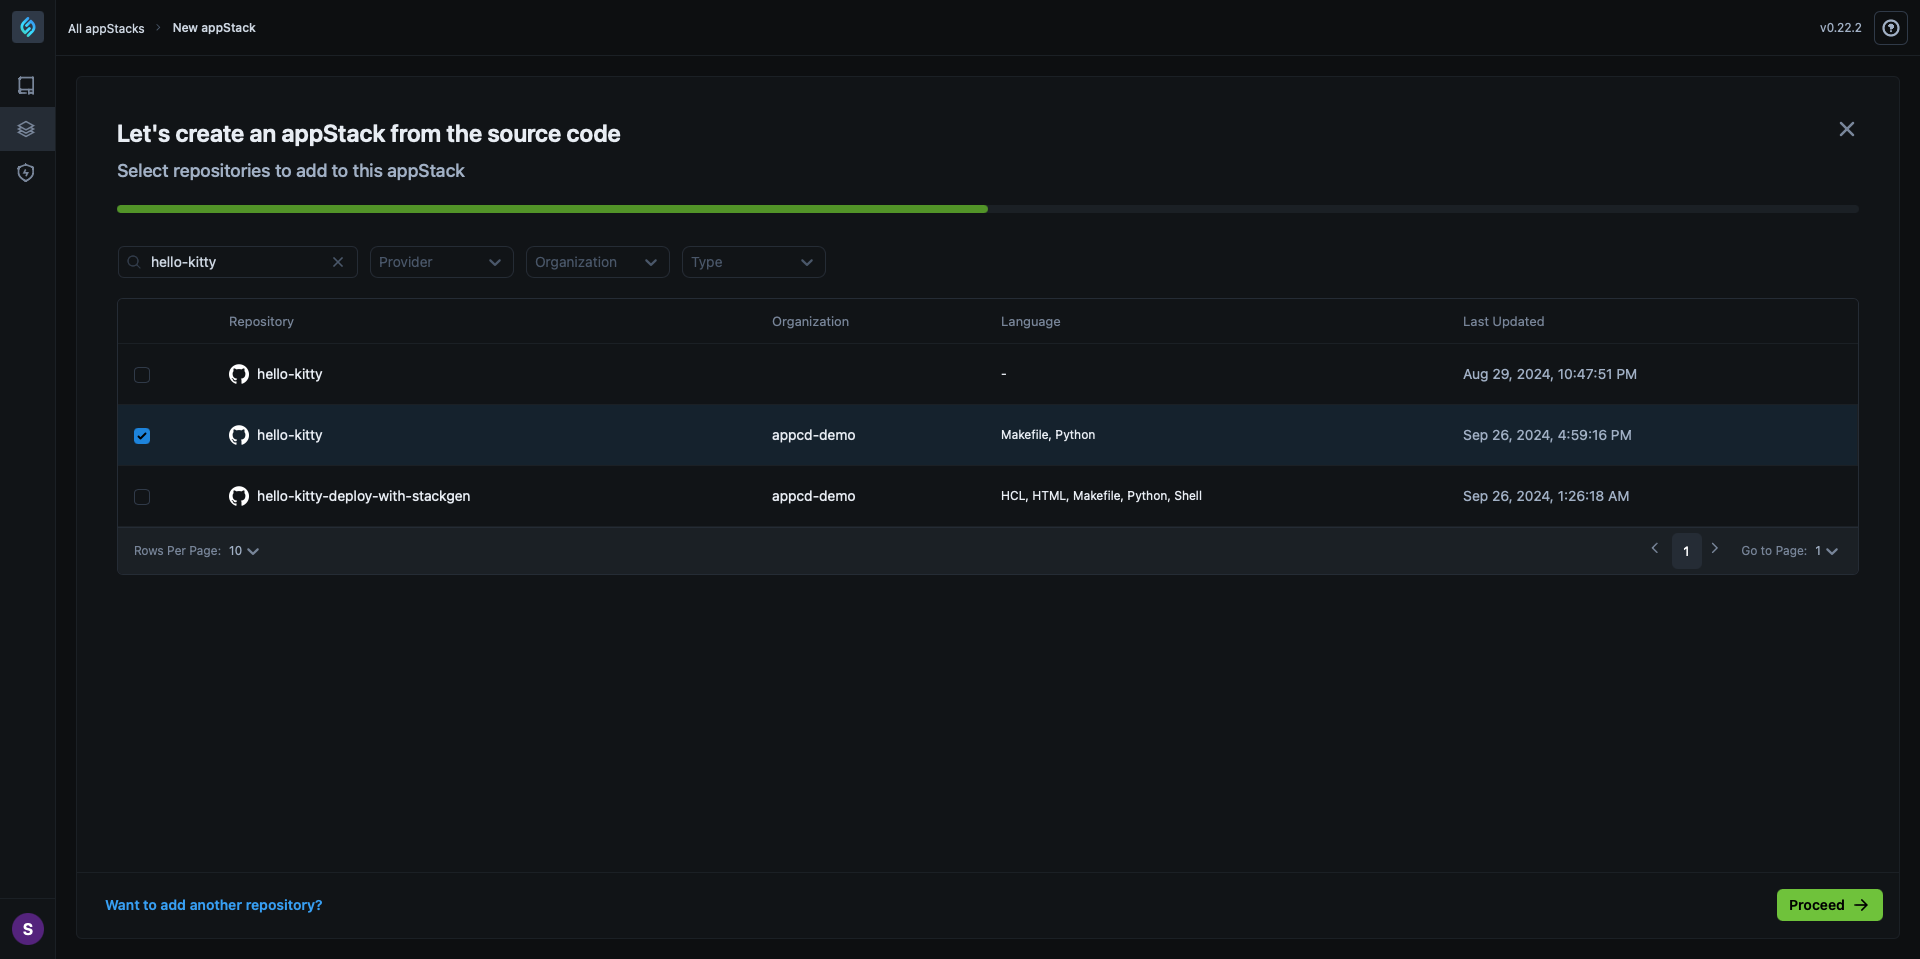 All appStacks
New appStack
v0.22.2
Let's create an appStack from the source code
Select repositories to add to this appStack
hello-kitty
Provider
Organization
Type
Repository Organization Language Last Updated
hello-kitty - Aug 29, 2024, 10:47:51 PM
hello-kitty appcd-demo Makefile, Python Sep 26, 2024, 4:59:16 PM
hello-kitty-deploy-with-stackgen appcd-demo HCL, HTML, Makefile, Python, Shell Sep 26, 2024, 1:26:18 AM
Rows Per Page: 10
1
Go to Page: 1
Want to add another repository?
Proceed
S